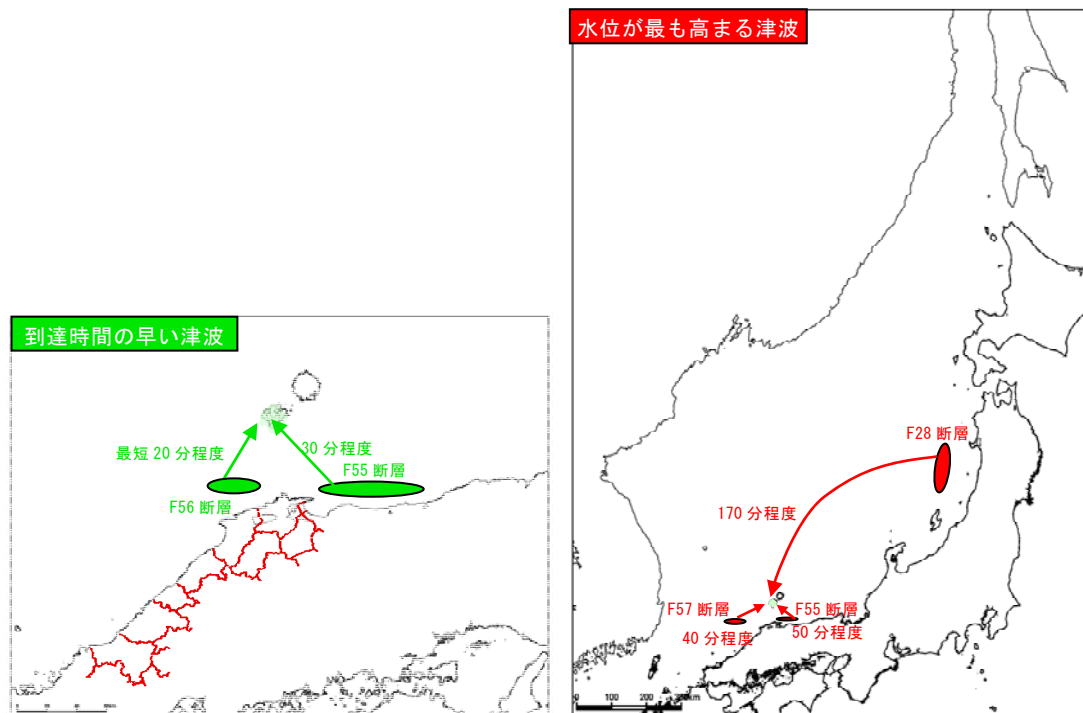 水位が最も高まる津波
到達時間の早い津波
最短 20 分程度
30 分程度
F55 断層
F56 断層
F28 断層
170 分程度
F57 断層
F55 断層
40 分程度
50 分程度
0 100 200